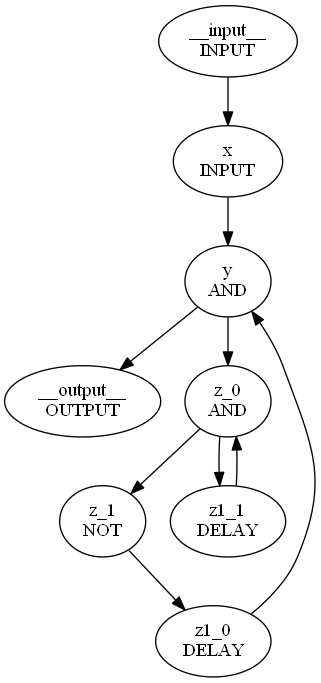 __input__
INPUT
x
INPUT
y
AND
__output__
OUTPUT
z_0
AND
z_1
NOT
z1_1
DELAY
z1_0
DELAY